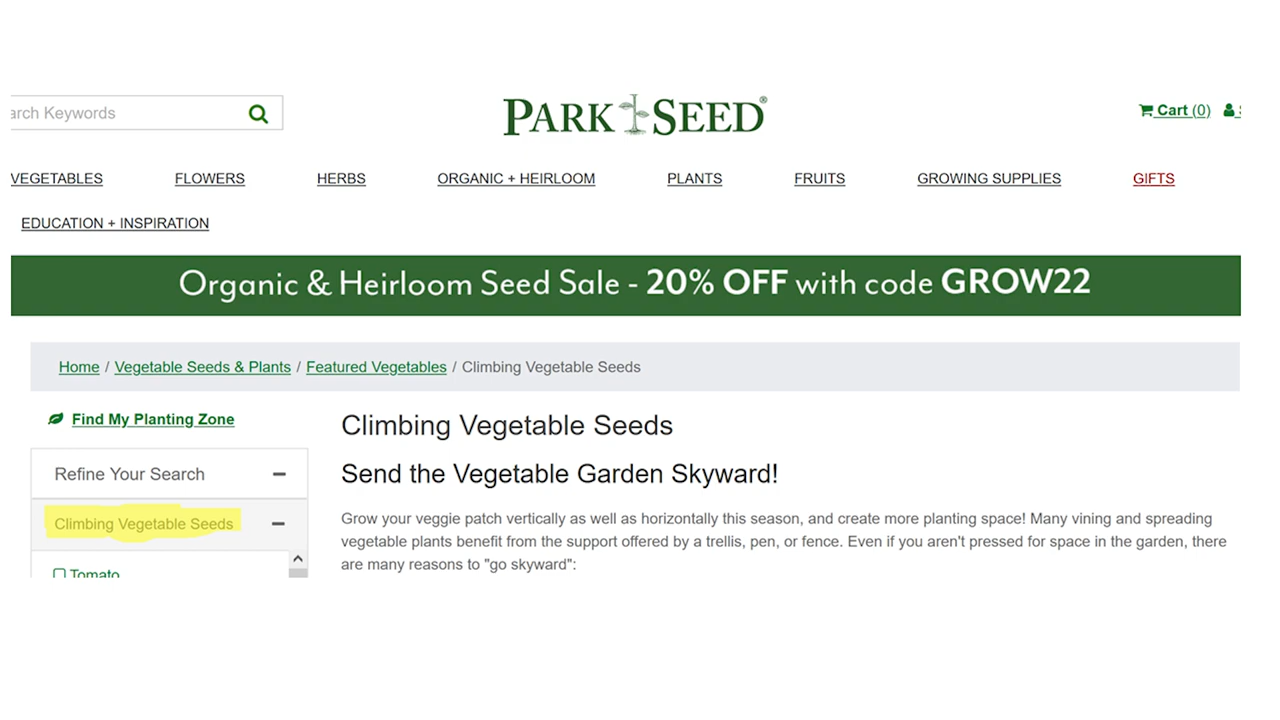 arch Keywords
PARK SEED®
Cart (0)
VEGETABLES FLOWERS HERBS ORGANIC + HEIRLOOM PLANTS FRUITS GROWING SUPPLIES GIFTS
EDUCATION + INSPIRATION
Organic & Heirloom Seed Sale - 20% OFF with code GROW22
Home / Vegetable Seeds & Plants / Featured Vegetables / Climbing Vegetable Seeds
Find My Planting Zone
Refine Your Search
Climbing Vegetable Seeds
Tomato
Climbing Vegetable Seeds
Send the Vegetable Garden Skyward!
Grow your veggie patch vertically as well as horizontally this season, and create more planting space! Many vining and spreading
vegetable plants benefit from the support offered by a trellis, pen, or fence. Even if you aren't pressed for space in the garden, there
are many reasons to "go skyward":